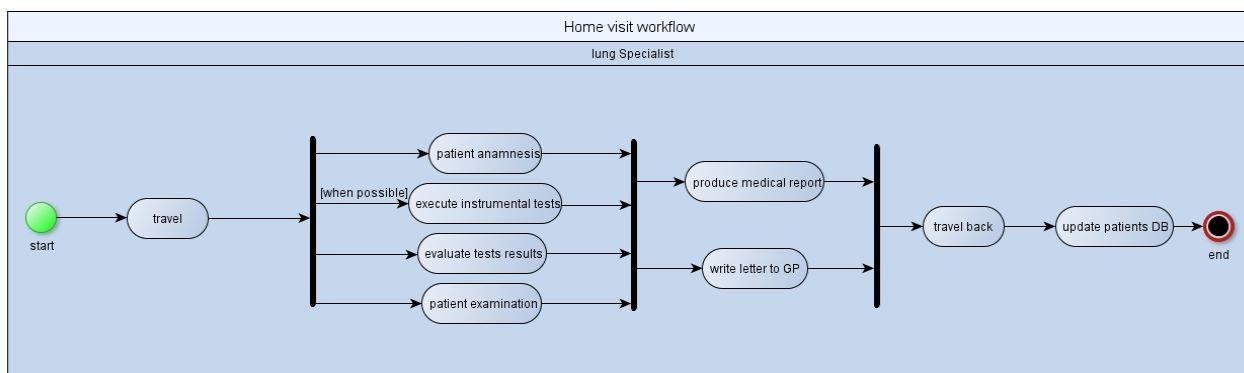 Home visit workflow
lung Specialist
start
travel
[when possible]
patient anamnesis
execute instrumental tests
evaluate tests results
patient examination
produce medical report
write letter to GP
travel back
update patients DB
end